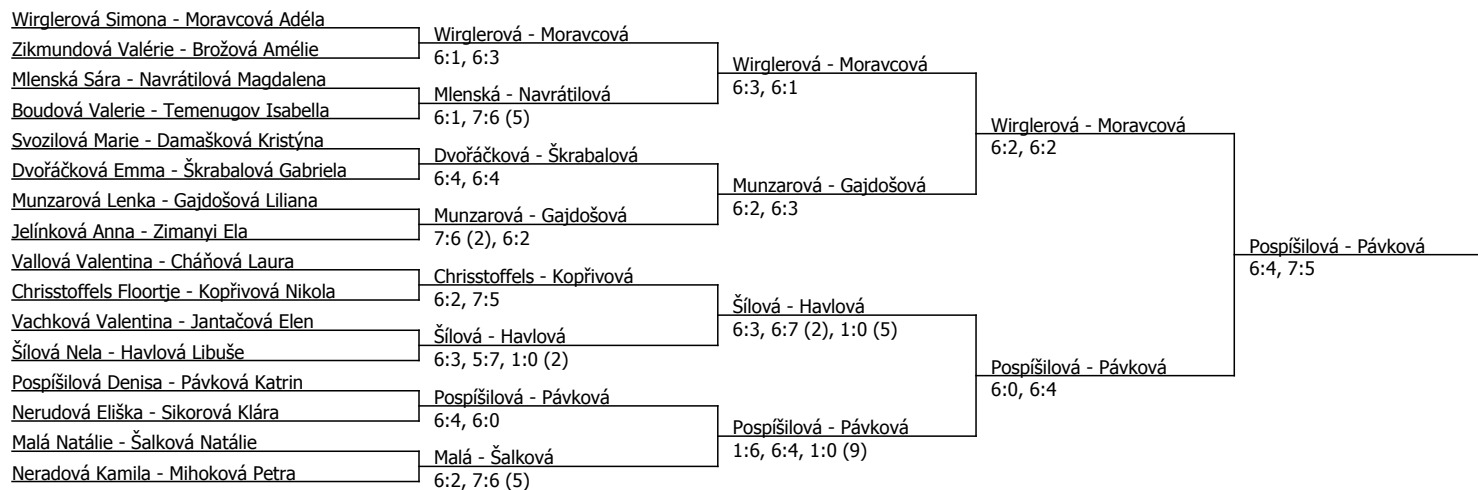 Wirglerová Simona - Moravcová Adéla
Zikmundová Valérie - Brožová Amélie
Mlenská Sára - Navrátilová Magdalena
Boudová Valerie - Temenugov Isabella
Svozilová Marie - Damašková Kristýna
Dvořáčková Emma - Škrabalová Gabriela
Munzarová Lenka - Gajdošová Liliana
Jelínková Anna - Zimanyi Ela
Vallová Valentina - Cháňová Laura
Chrisstoffels Floortje - Kopřivová Nikola
Vachková Valentina - Jantačová Elen
Šílová Nela - Havlová Libuše
Pospíšilová Denisa - Pávková Katrin
Nerudová Eliška - Sikorová Klára
Malá Natálie - Šalková Natálie
Neradová Kamila - Mihoková Petra
Wirglerová - Moravcová
6:1, 6:3
Mlenská - Navrátilová
6:1, 7:6 (5)
Dvořáčková - Škrabalová
6:4, 6:4
Munzarová - Gajdošová
7:6 (2), 6:2
Chrisstoffels - Kopřivová
6:2, 7:5
Šílová - Havlová
6:3, 5:7, 1:0 (2)
Pospíšilová - Pávková
6:4, 6:0
Malá - Šalková
6:2, 7:6 (5)
Wirglerová - Moravcová
6:3, 6:1
Munzarová - Gajdošová
6:2, 6:3
Šílová - Havlová
6:3, 6:7 (2), 1:0 (5)
Pospíšilová - Pávková
1:6, 6:4, 1:0 (9)
Wirglerová - Moravcová
6:2, 6:2
Pospíšilová - Pávková
6:0, 6:4
Pospíšilová - Pávková
6:4, 7:5